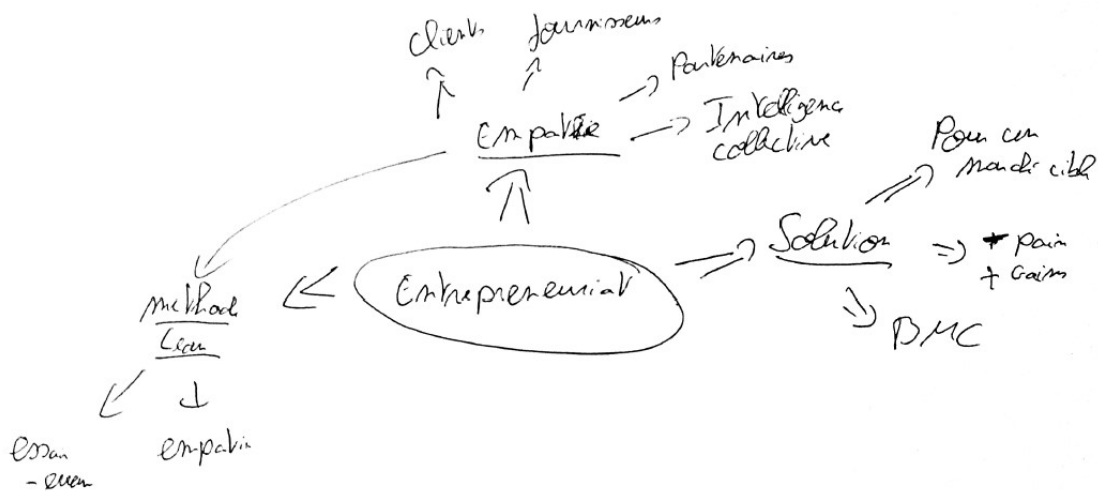 Clients
fournisseurs
Partenaires
Empathie
Intelligence
collective
Pour un
marché cible
Solution
pain
+ Gains
BMC
Entrepreneuriat
méthode
Lean
empathie
essai
- erreur